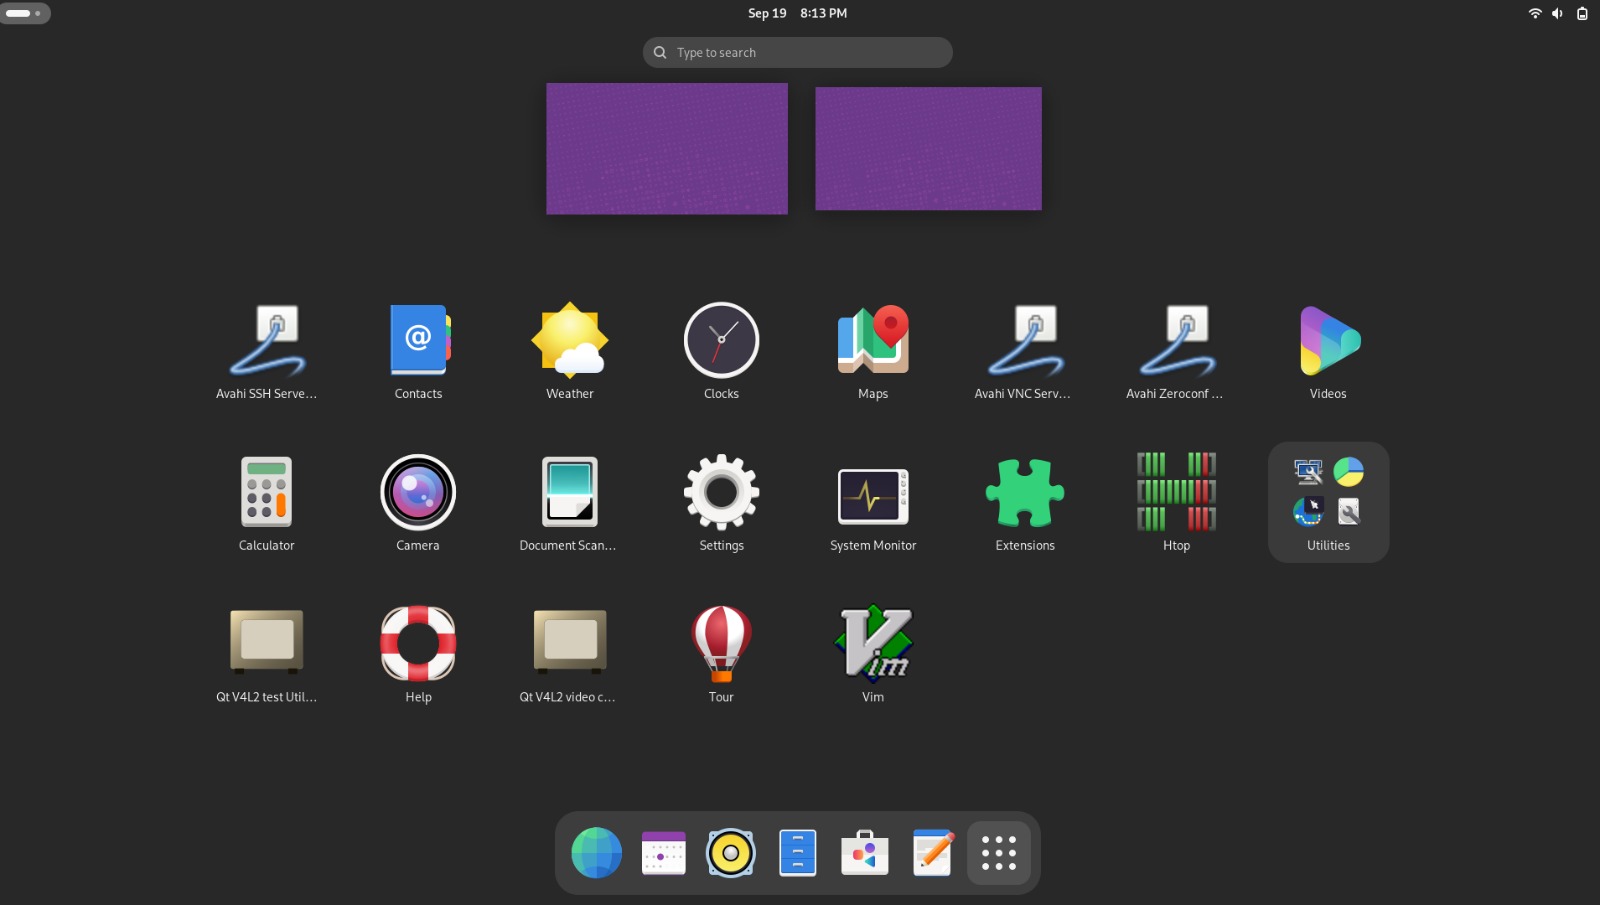 Sep 19 8:13 PM
Type to search
Avahi SSH Serve...
Contacts
Weather
Clocks
Maps
Avahi VNC Serv...
Avahi Zeroconf ...
Videos
Calculator
Camera
Document Scan...
Settings
System Monitor
Extensions
Htop
Utilities
Qt V4L2 test Util...
Help
Qt V4L2 video c...
Tour
Vim